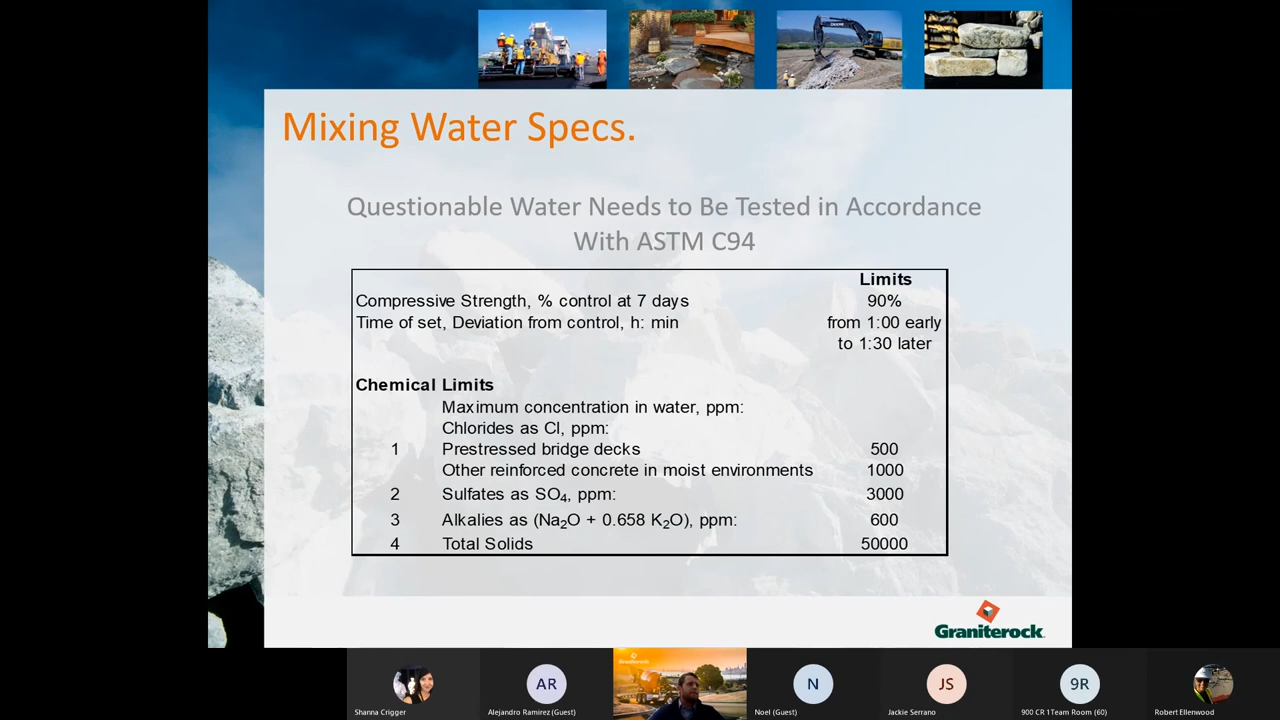 Mixing Water Specs.
Questionable Water Needs to Be Tested in Accordance
With ASTM C94
Limits
Compressive Strength, % control at 7 days 90%
Time of set, Deviation from control, h: min from 1:00 early
to 1:30 later
Chemical Limits
Maximum concentration in water, ppm:
Chlorides as Cl, ppm:
1 Prestressed bridge decks 500
Other reinforced concrete in moist environments 1000
2 Sulfates as SO4, ppm: 3000
3 Alkalies as (Na2O + 0.658 K2O), ppm: 600
4 Total Solids 50000
Graniterock
AR N JS 9R
Shanna Crigger Alejandro Ramirez (Guest) Noel (Guest) Jackie Serrano 900 CR 1Team Room (60) Robert Ellenwood